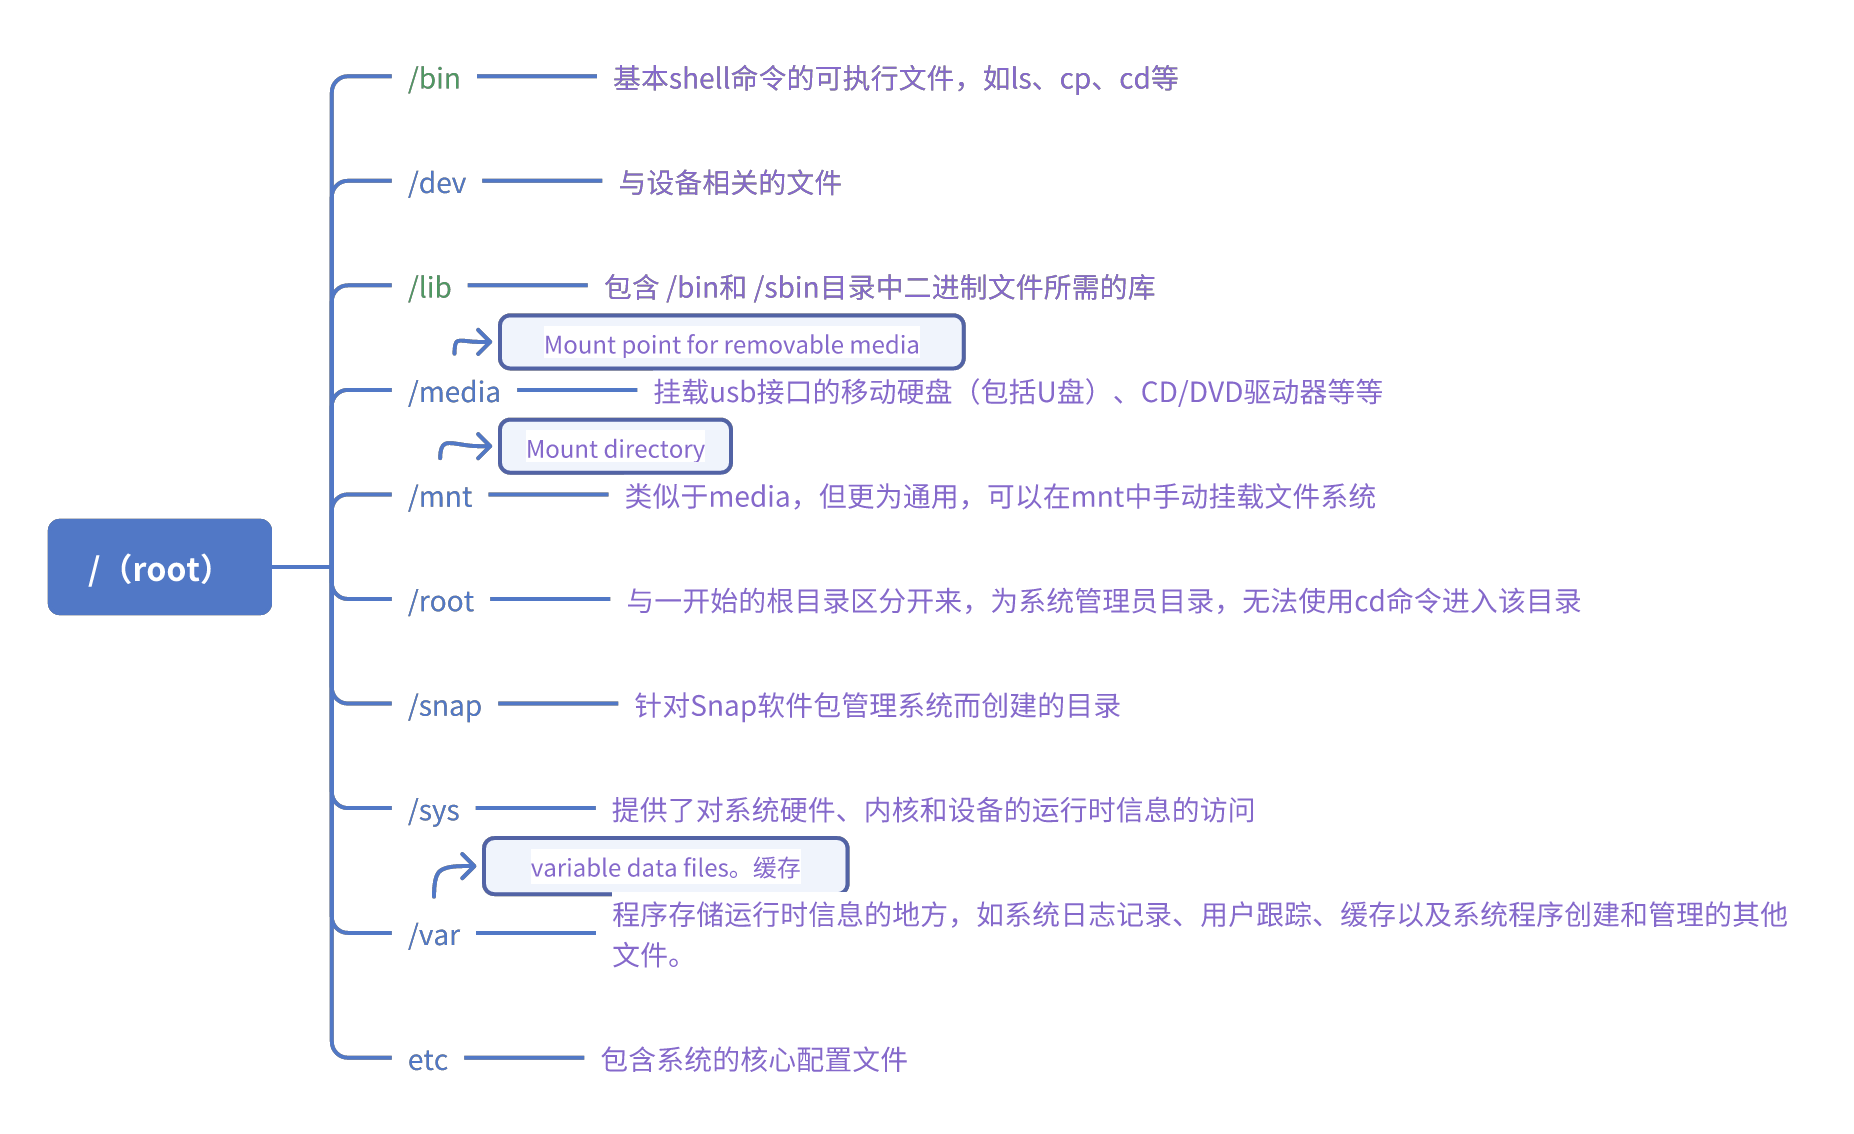 /bin 基本shell命令的可执行文件，如ls、cp、cd等
/dev 与设备相关的文件
/lib 包含 /bin和 /sbin目录中二进制文件所需的库
Mount point for removable media
/media 挂载usb接口的移动硬盘（包括U盘）、CD/DVD驱动器等等
Mount directory
/mnt 类似于media，但更为通用，可以在mnt中手动挂载文件系统
/（root）
/root 与一开始的根目录区分开来，为系统管理员目录，无法使用cd命令进入该目录
/snap 针对Snap软件包管理系统而创建的目录
/sys 提供了对系统硬件、内核和设备的运行时信息的访问
variable data files。缓存
/var 程序存储运行时信息的地方，如系统日志记录、用户跟踪、缓存以及系统程序创建和管理的其他
文件。
etc 包含系统的核心配置文件